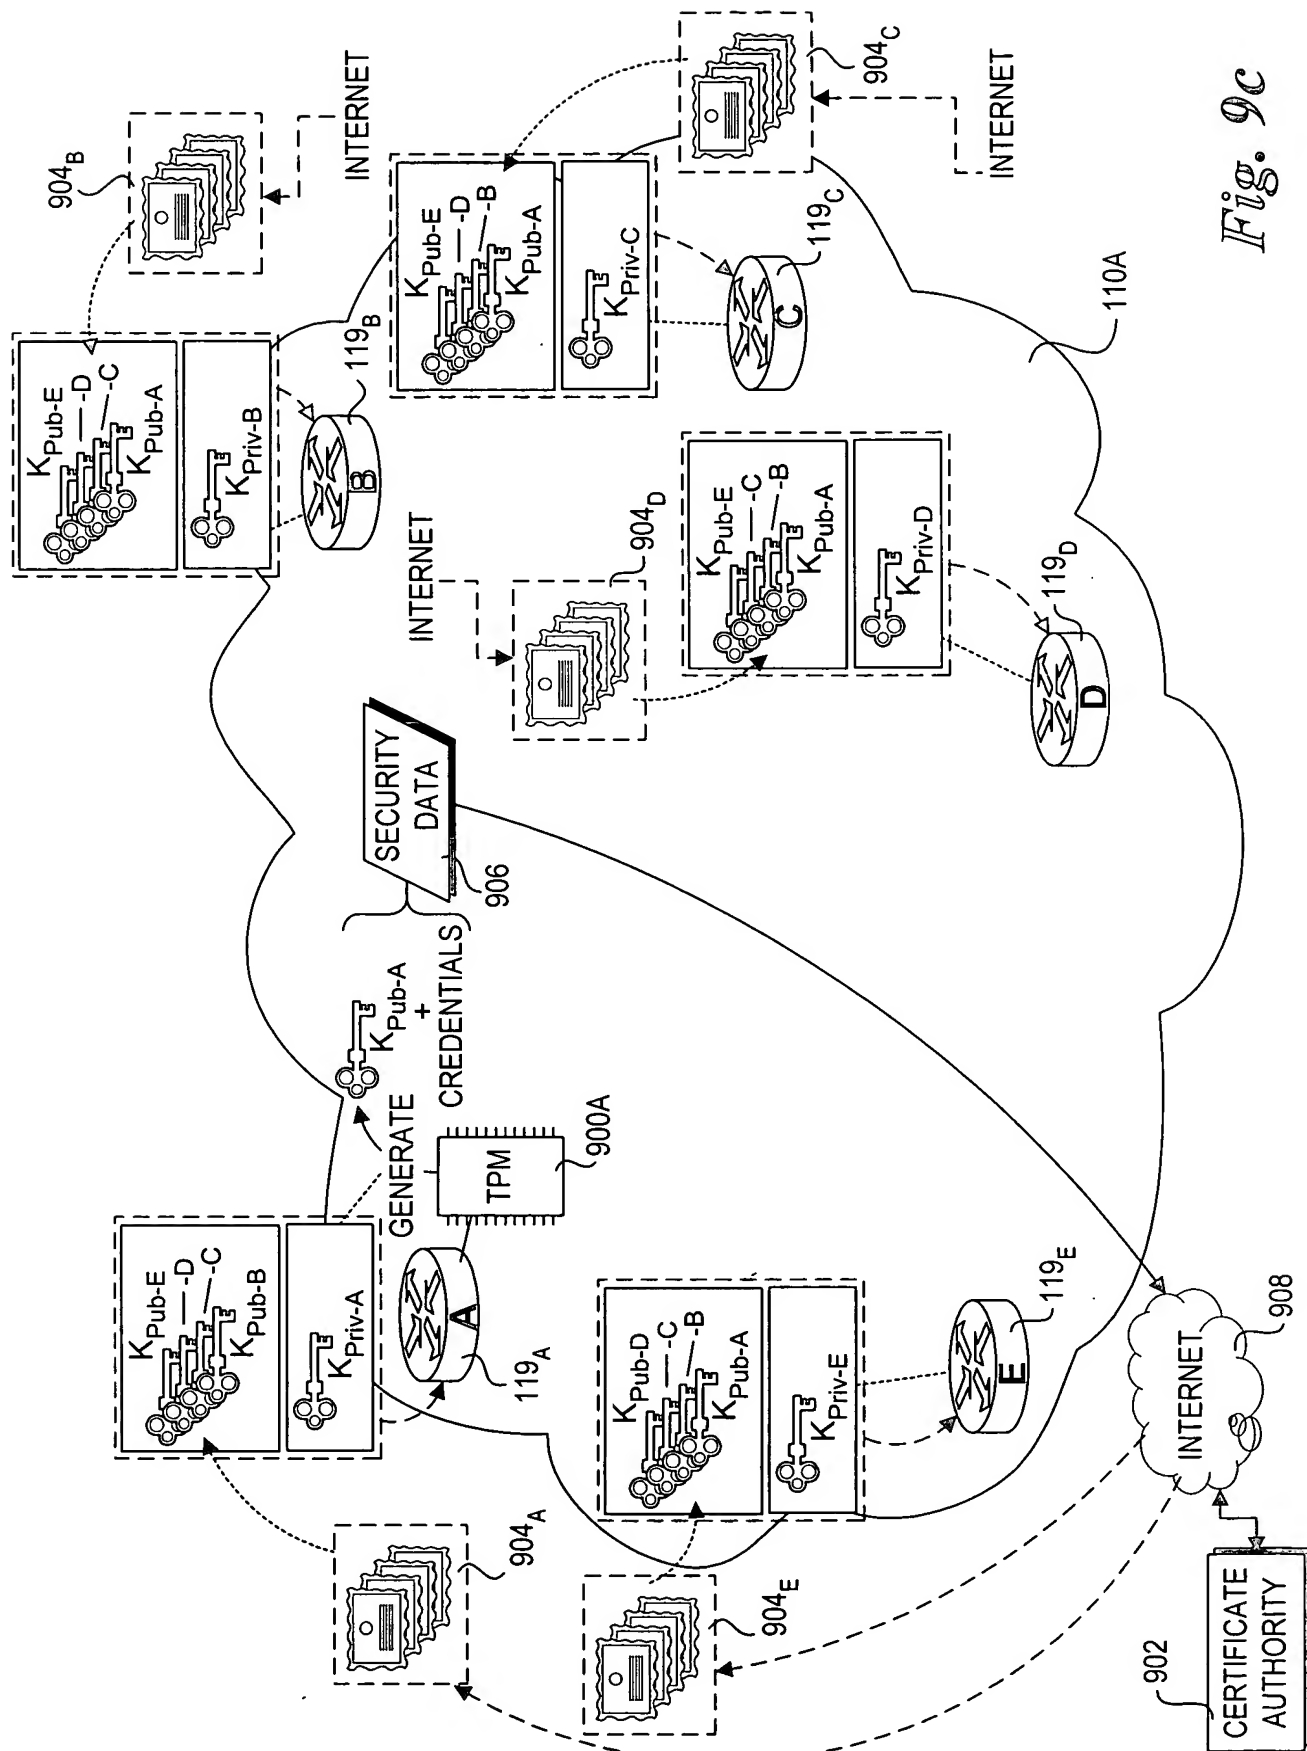 904A
KPub-E
-D
-C
KPub-B
KPriv-A
A
119A
GENERATE
TPM
900A
KPub-A
+
CREDENTIALS
SECURITY
DATA
906
KPub-E
-D
-C
KPub-A
KPriv-B
B
119B
904B
INTERNET
KPub-E
-D
-B
KPub-A
KPriv-C
C
119C
904C
INTERNET
INTERNET
904D
KPub-E
-C
-B
KPub-A
KPriv-D
D
119D
904E
KPub-D
-C
-B
KPub-A
KPriv-E
E
119E
110A
INTERNET
908
902
CERTIFICATE
AUTHORITY
Fig. 9c